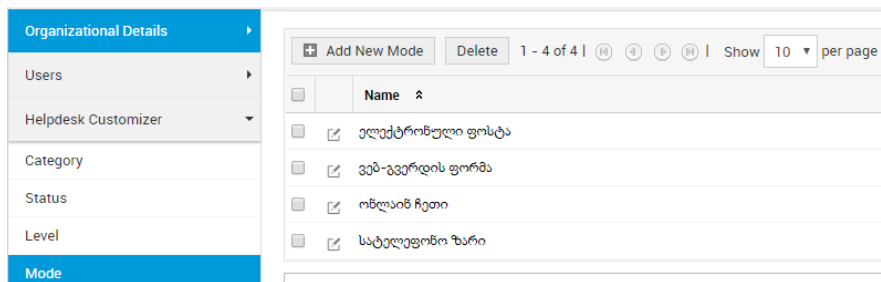 Organizational Details
Users
Helpdesk Customizer
Category
Status
Level
Mode
Add New Mode Delete 1 - 4 of 4 | | Show 10 per page
Name
ელექტრონული ფოსტა
ვებ-გვერდის ფორმა
ონლაინ ჩეთი
სატელეფონო ზარი